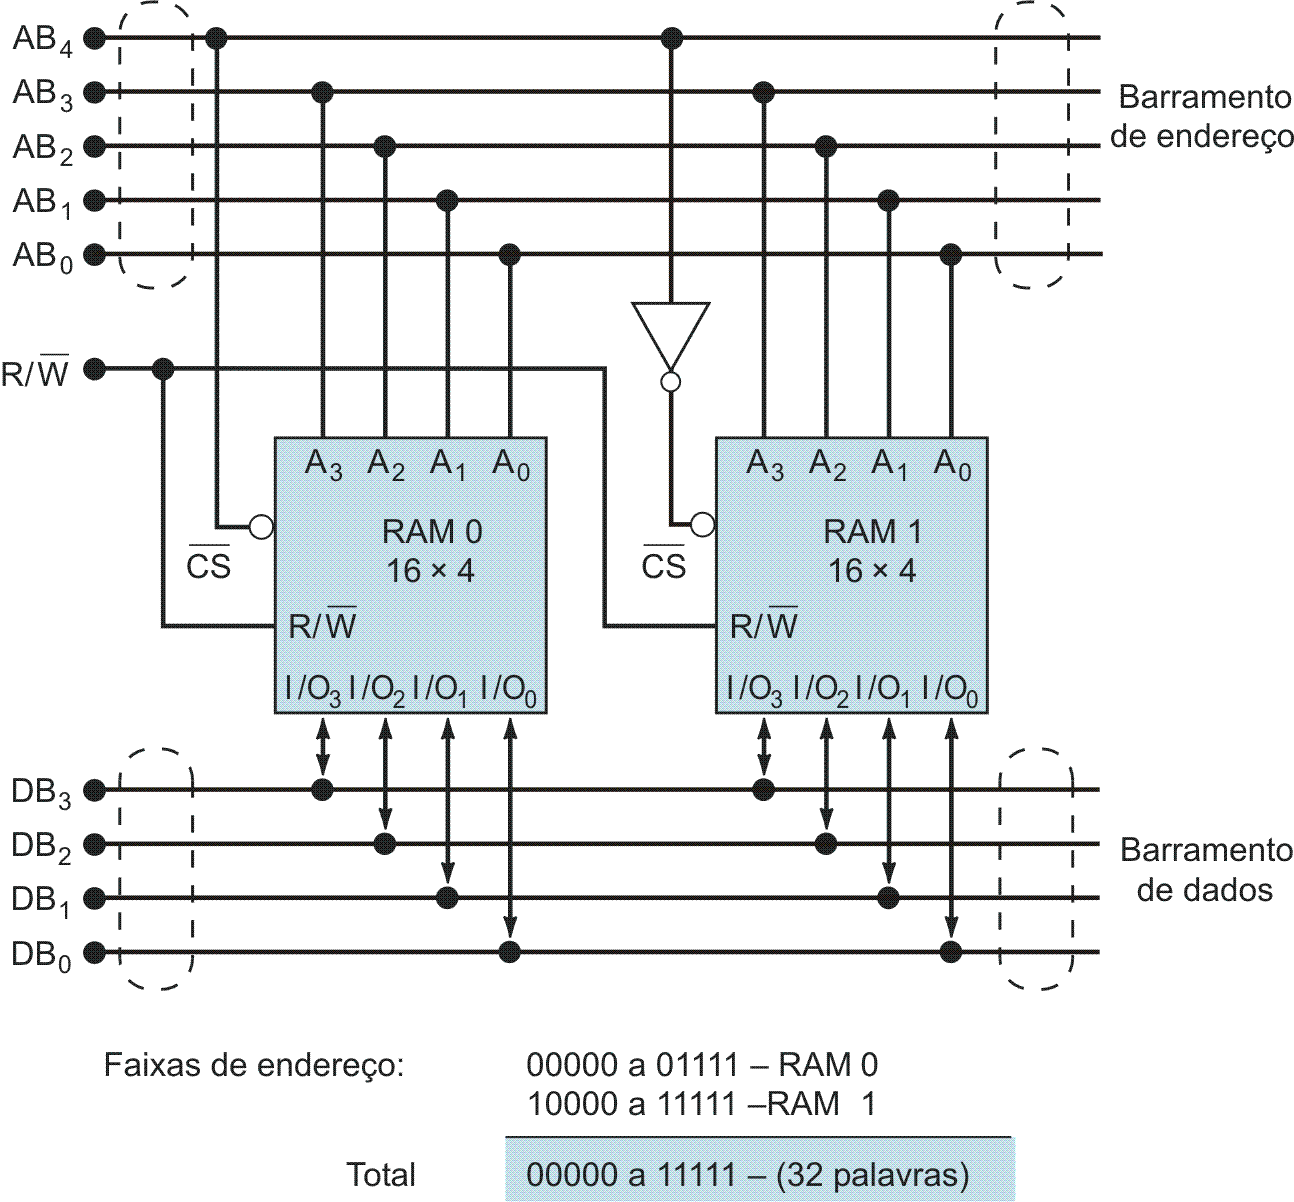 AB4
AB3
AB2
AB1
AB0
Barramento
de endereço
R/W̅
A3 A2 A1 A0
RAM 0
16 × 4
C̅S̅
R/W̅
I/O3 I/O2 I/O1 I/O0
A3 A2 A1 A0
RAM 1
16 × 4
C̅S̅
R/W̅
I/O3 I/O2 I/O1 I/O0
DB3
DB2
DB1
DB0
Barramento
de dados
Faixas de endereço: 00000 a 01111 – RAM 0
10000 a 11111 –RAM 1
Total 00000 a 11111 – (32 palavras)